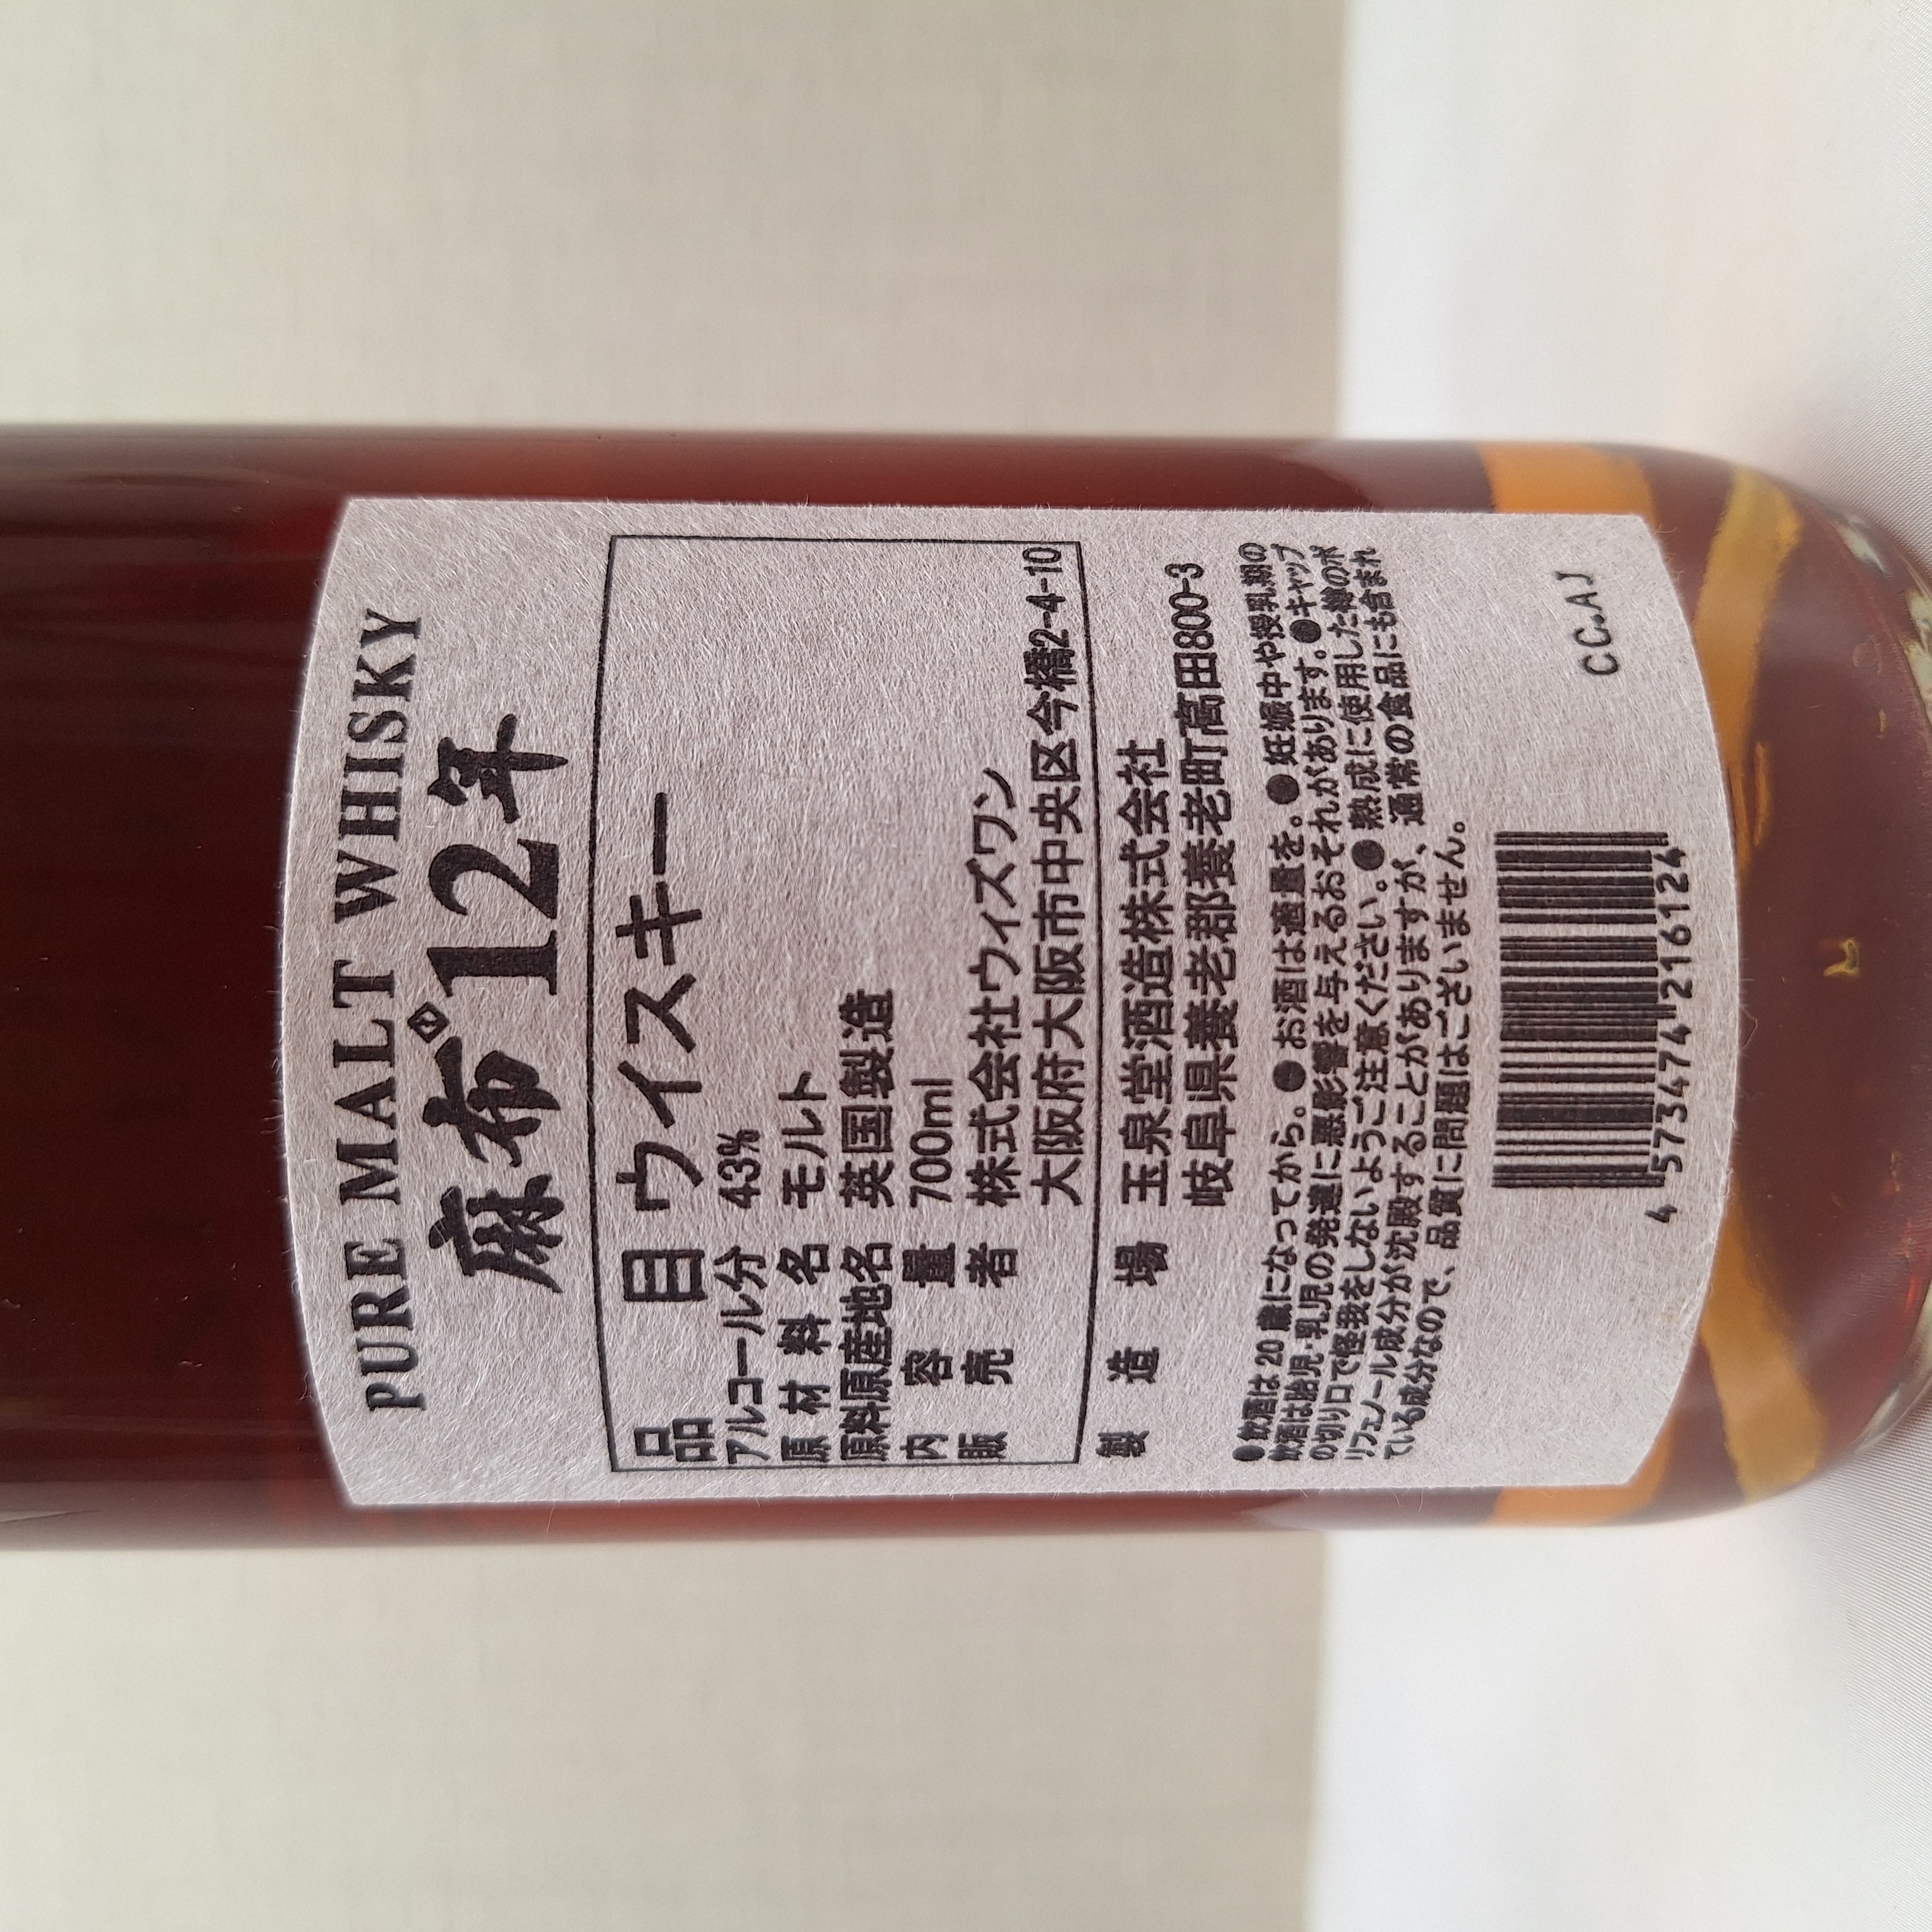 PURE MALT WHISKY
麻布12年
品目 ウイスキー
アルコール分 43%
原材料名 モルト
原料原産地名 英国製造
内容量 700ml
販売者 株式会社ウィズワン
大阪府大阪市中央区今橋2-4-10
製造場 玉泉堂酒造株式会社
岐阜県養老郡養老町高田800-3
●飲酒は20歳になってから。●お酒は適量を。●妊娠中や授乳期の
飲酒は胎児・乳児の発達に悪影響を与えるおそれがあります。●キャップ
の切り口で怪我をしないようご注意ください。●熟成に使用した樽のポ
リフェノール成分が沈殿することがありますが、通常の食品にも含まれ
ている成分なので、品質に問題はございません。
4573474216124
CC.AJ